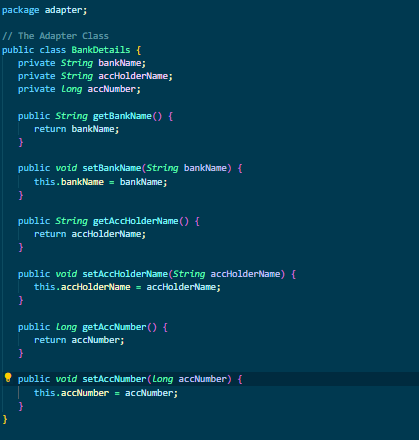 package adapter;
// The Adapter Class
public class BankDetails {
private String bankName;
private String accHolderName;
private long accNumber;
public String getBankName() {
return bankName;
}
public void setBankName(String bankName) {
this.bankName = bankName;
}
public String getAccHolderName() {
return accHolderName;
}
public void setAccHolderName(String accHolderName) {
this.accHolderName = accHolderName;
}
public long getAccNumber() {
return accNumber;
}
public void setAccNumber(long accNumber) {
this.accNumber = accNumber;
}
}